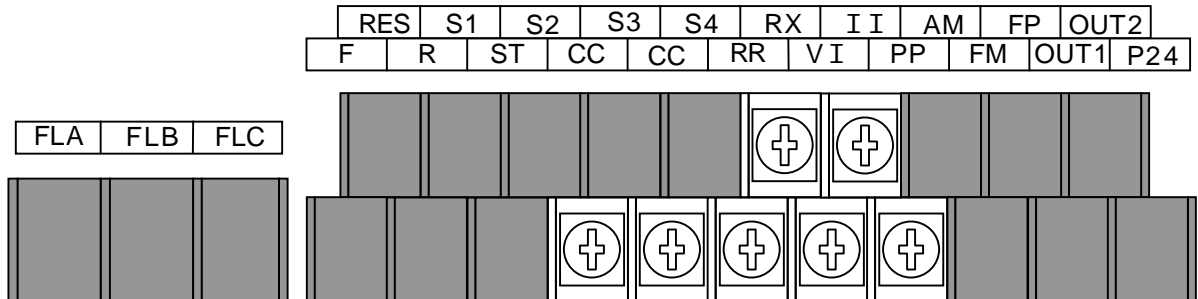 RES S1 S2 S3 S4 RX II AM FP OUT2
F R ST CC CC RR VI PP FM OUT1 P24
FLA FLB FLC